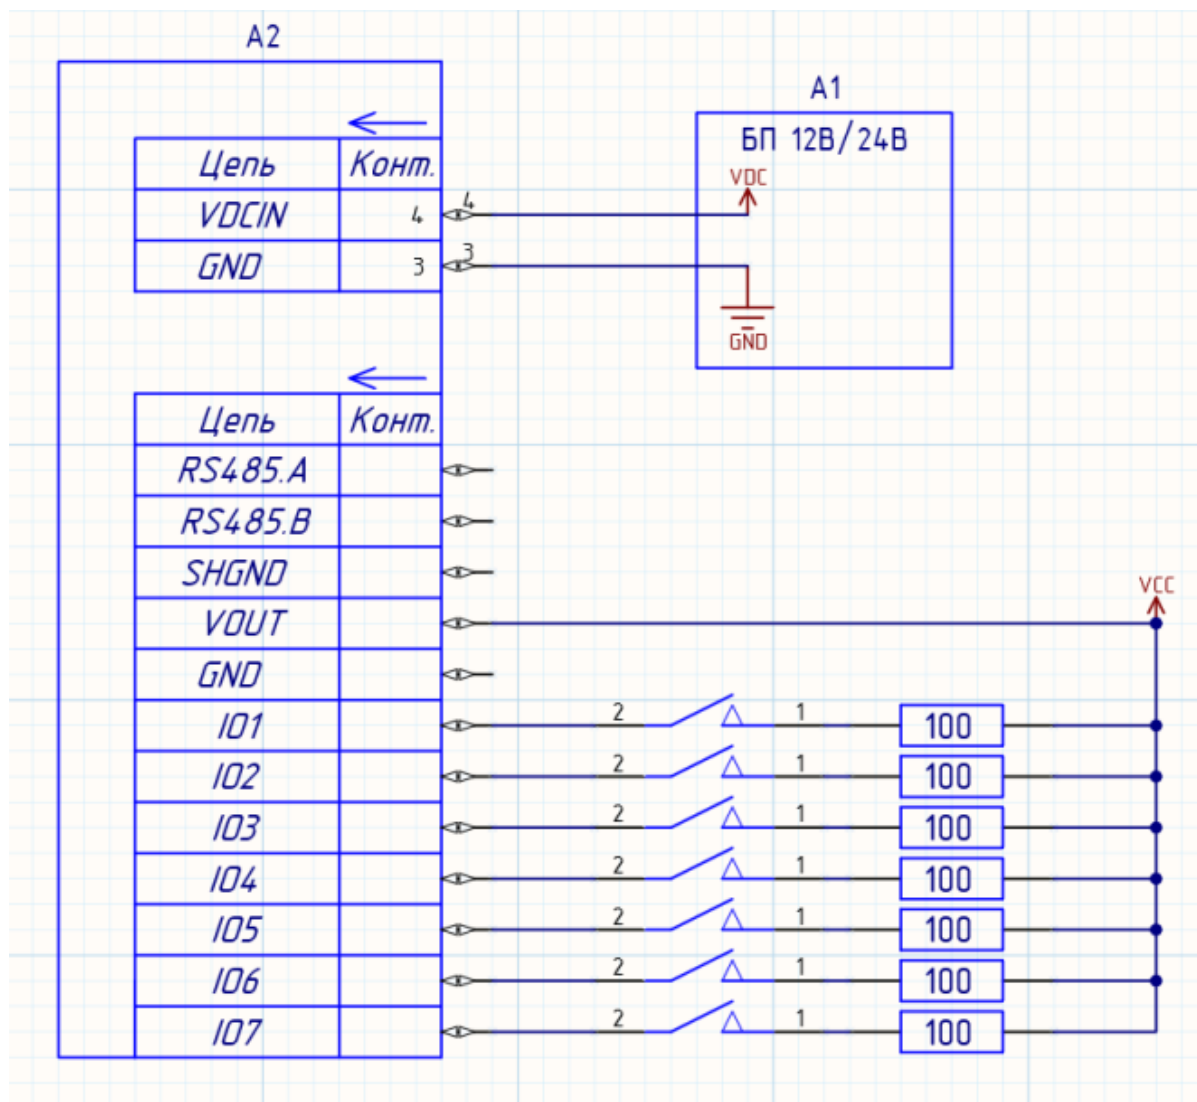 A2
A1
БП 12В/24В
VDC
GND
Цепь Конт.
VDCIN 4 4
GND 3 3
Цепь Конт.
RS485.A
RS485.B
SHGND
VOUT
VCC
GND
IO1 2 1 100
IO2 2 1 100
IO3 2 1 100
IO4 2 1 100
IO5 2 1 100
IO6 2 1 100
IO7 2 1 100